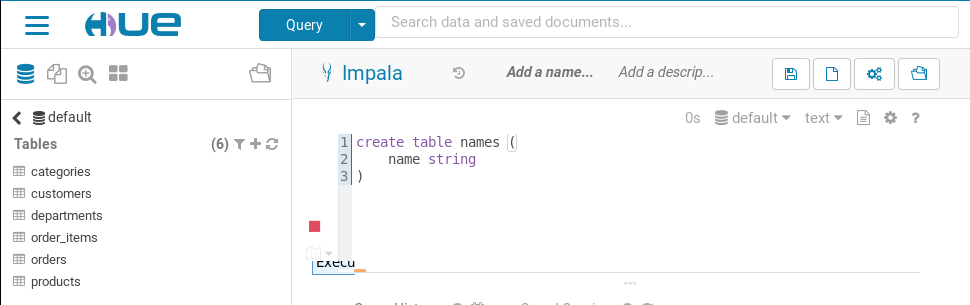 HUE
Query
Search data and saved documents...
Impala
Add a name...
Add a descrip...
default
Tables
(6)
categories
customers
departments
order_items
orders
products
0s
default
text
?
1 create table names (
2     name string
3 )
Execu